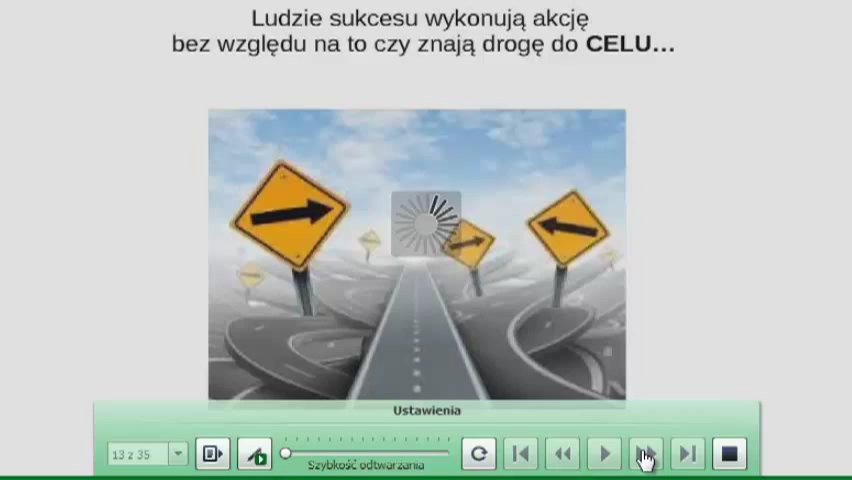 Ludzie sukcesu wykonują akcję
bez względu na to czy znają drogę do CELU...
Ustawienia
13 z 35
Szybkość odtwarzania